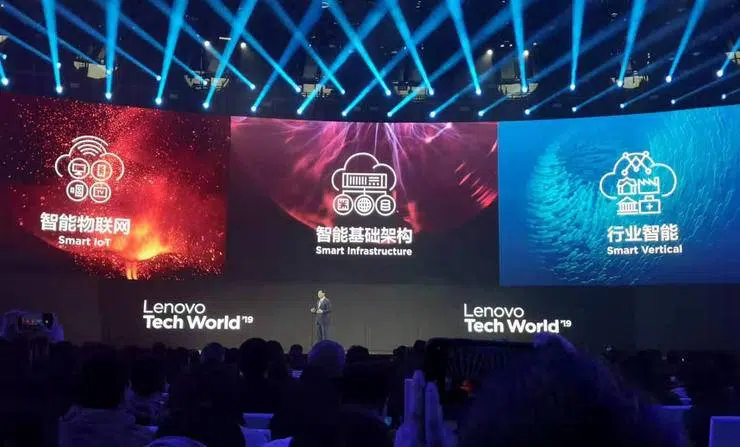 智能物联网
Smart IoT
智能基础架构
Smart Infrastructure
行业智能
Smart Vertical
TV
Lenovo
Tech World'19
Lenovo
Tech World'19